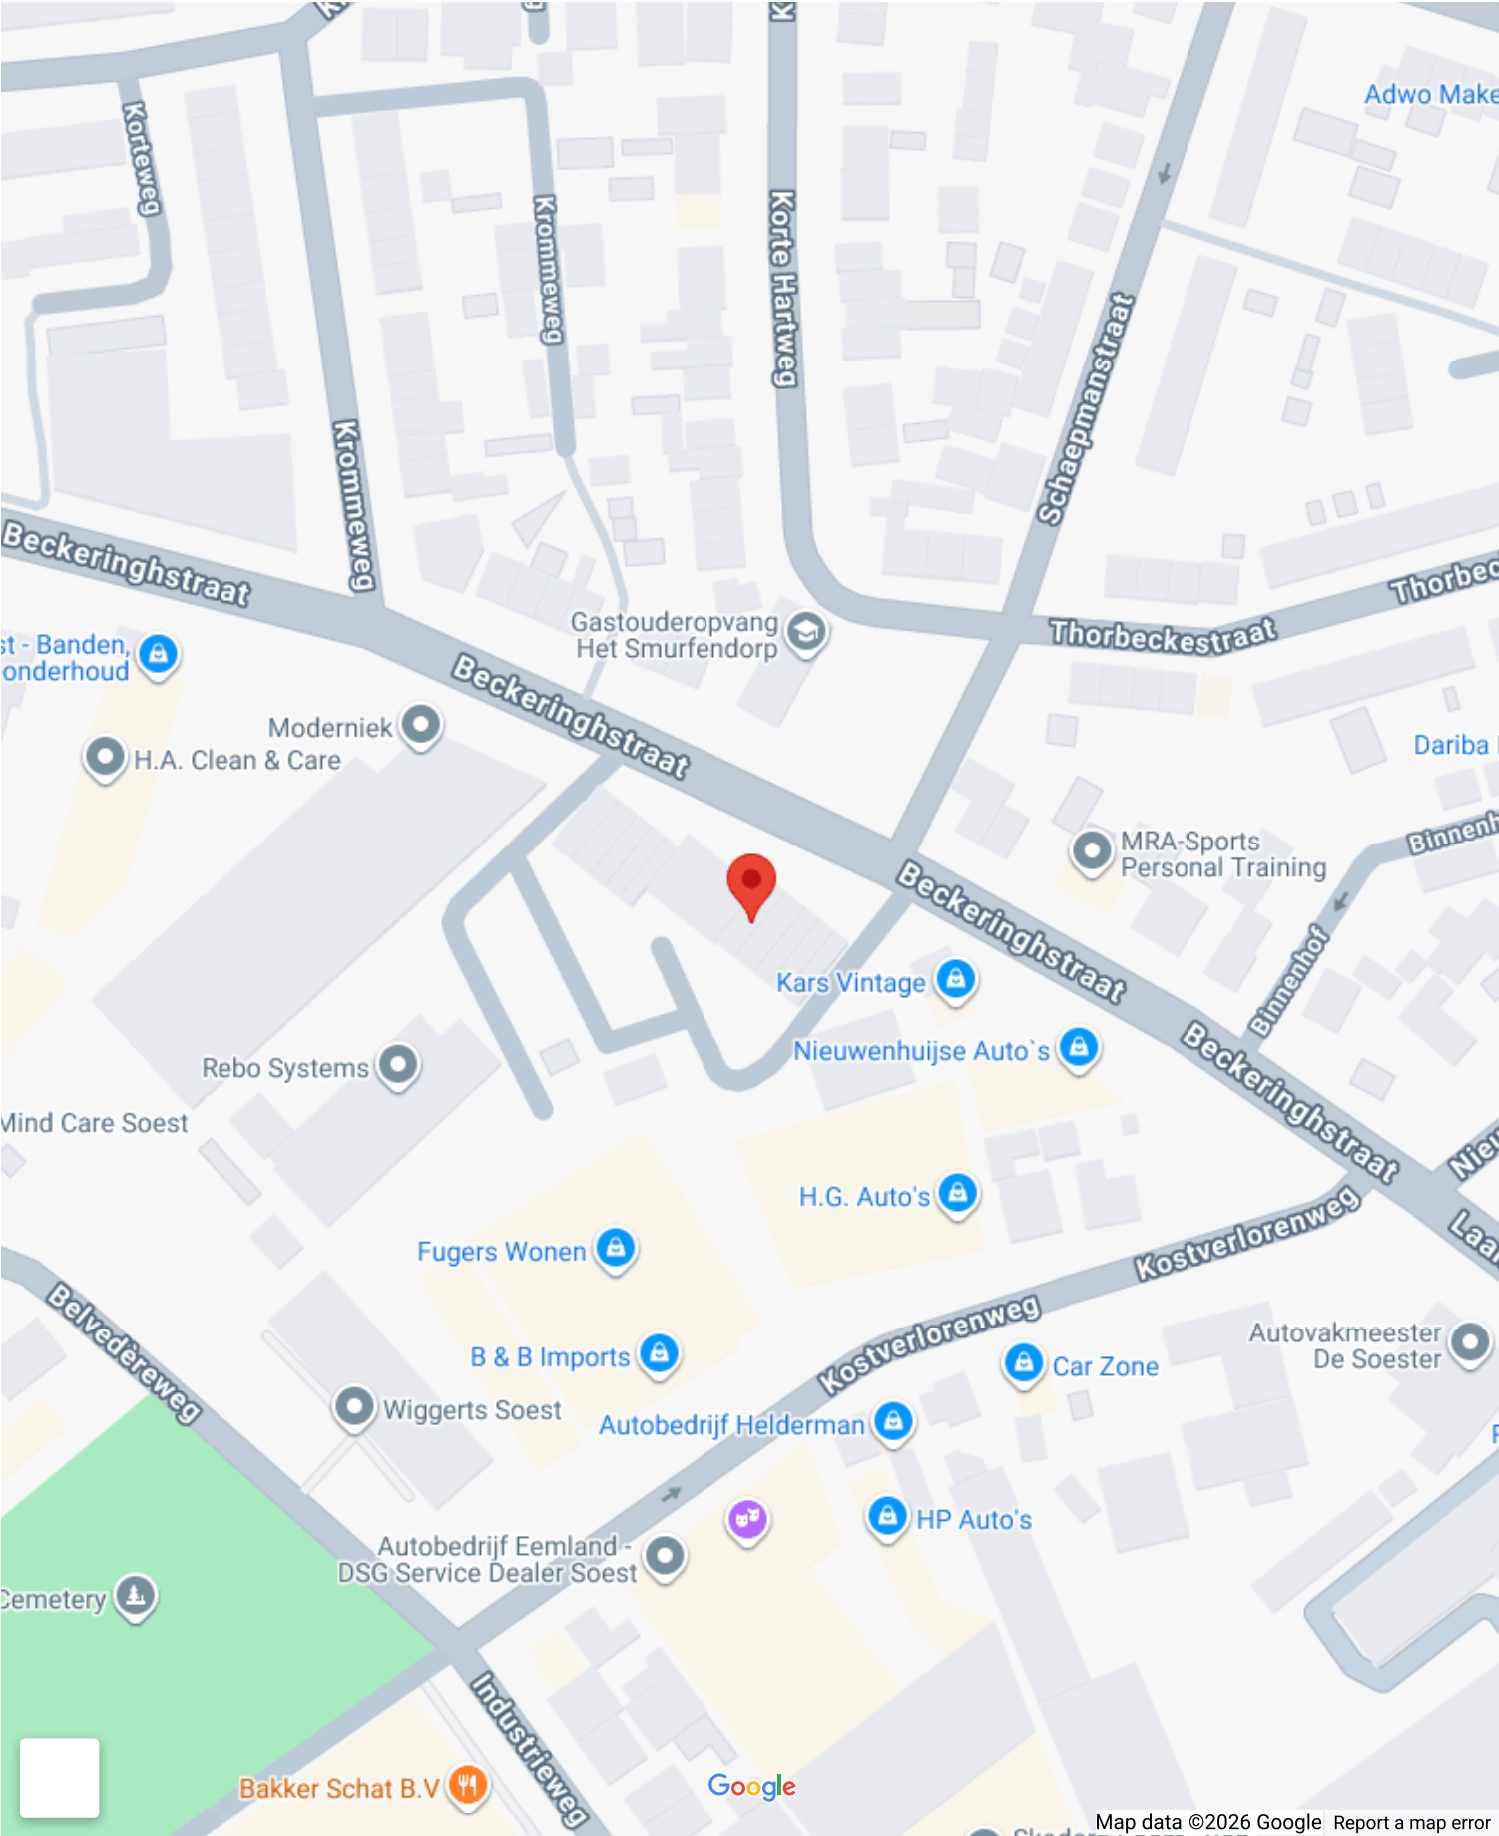 Korteweg
Krommeweg
Korte Hartweg
Adwo Make
Schaepmanstraat
Krommeweg
Beckeringhstraat
Thorbec
Gastouderopvang
Het Smurfendorp
Thorbeckestraat
st - Banden,
onderhoud
Beckeringhstraat
Moderniek
H.A. Clean & Care
Dariba
MRA-Sports
Personal Training
Binnenh
Beckeringhstraat
Binnenhof
Kars Vintage
Nieuwenhuijse Auto`s
Rebo Systems
Mind Care Soest
Beckeringhstraat
Nieu
H.G. Auto's
Kostverlorenweg
Laan
Fugers Wonen
Belvedèreweg
Kostverlorenweg
B & B Imports
Autovakmeester
De Soester
Car Zone
Wiggerts Soest
Autobedrijf Helderman
HP Auto's
Autobedrijf Eemland -
DSG Service Dealer Soest
Cemetery
Industrieweg
Bakker Schat B.V
Google
Map data ©2026 Google
Report a map error